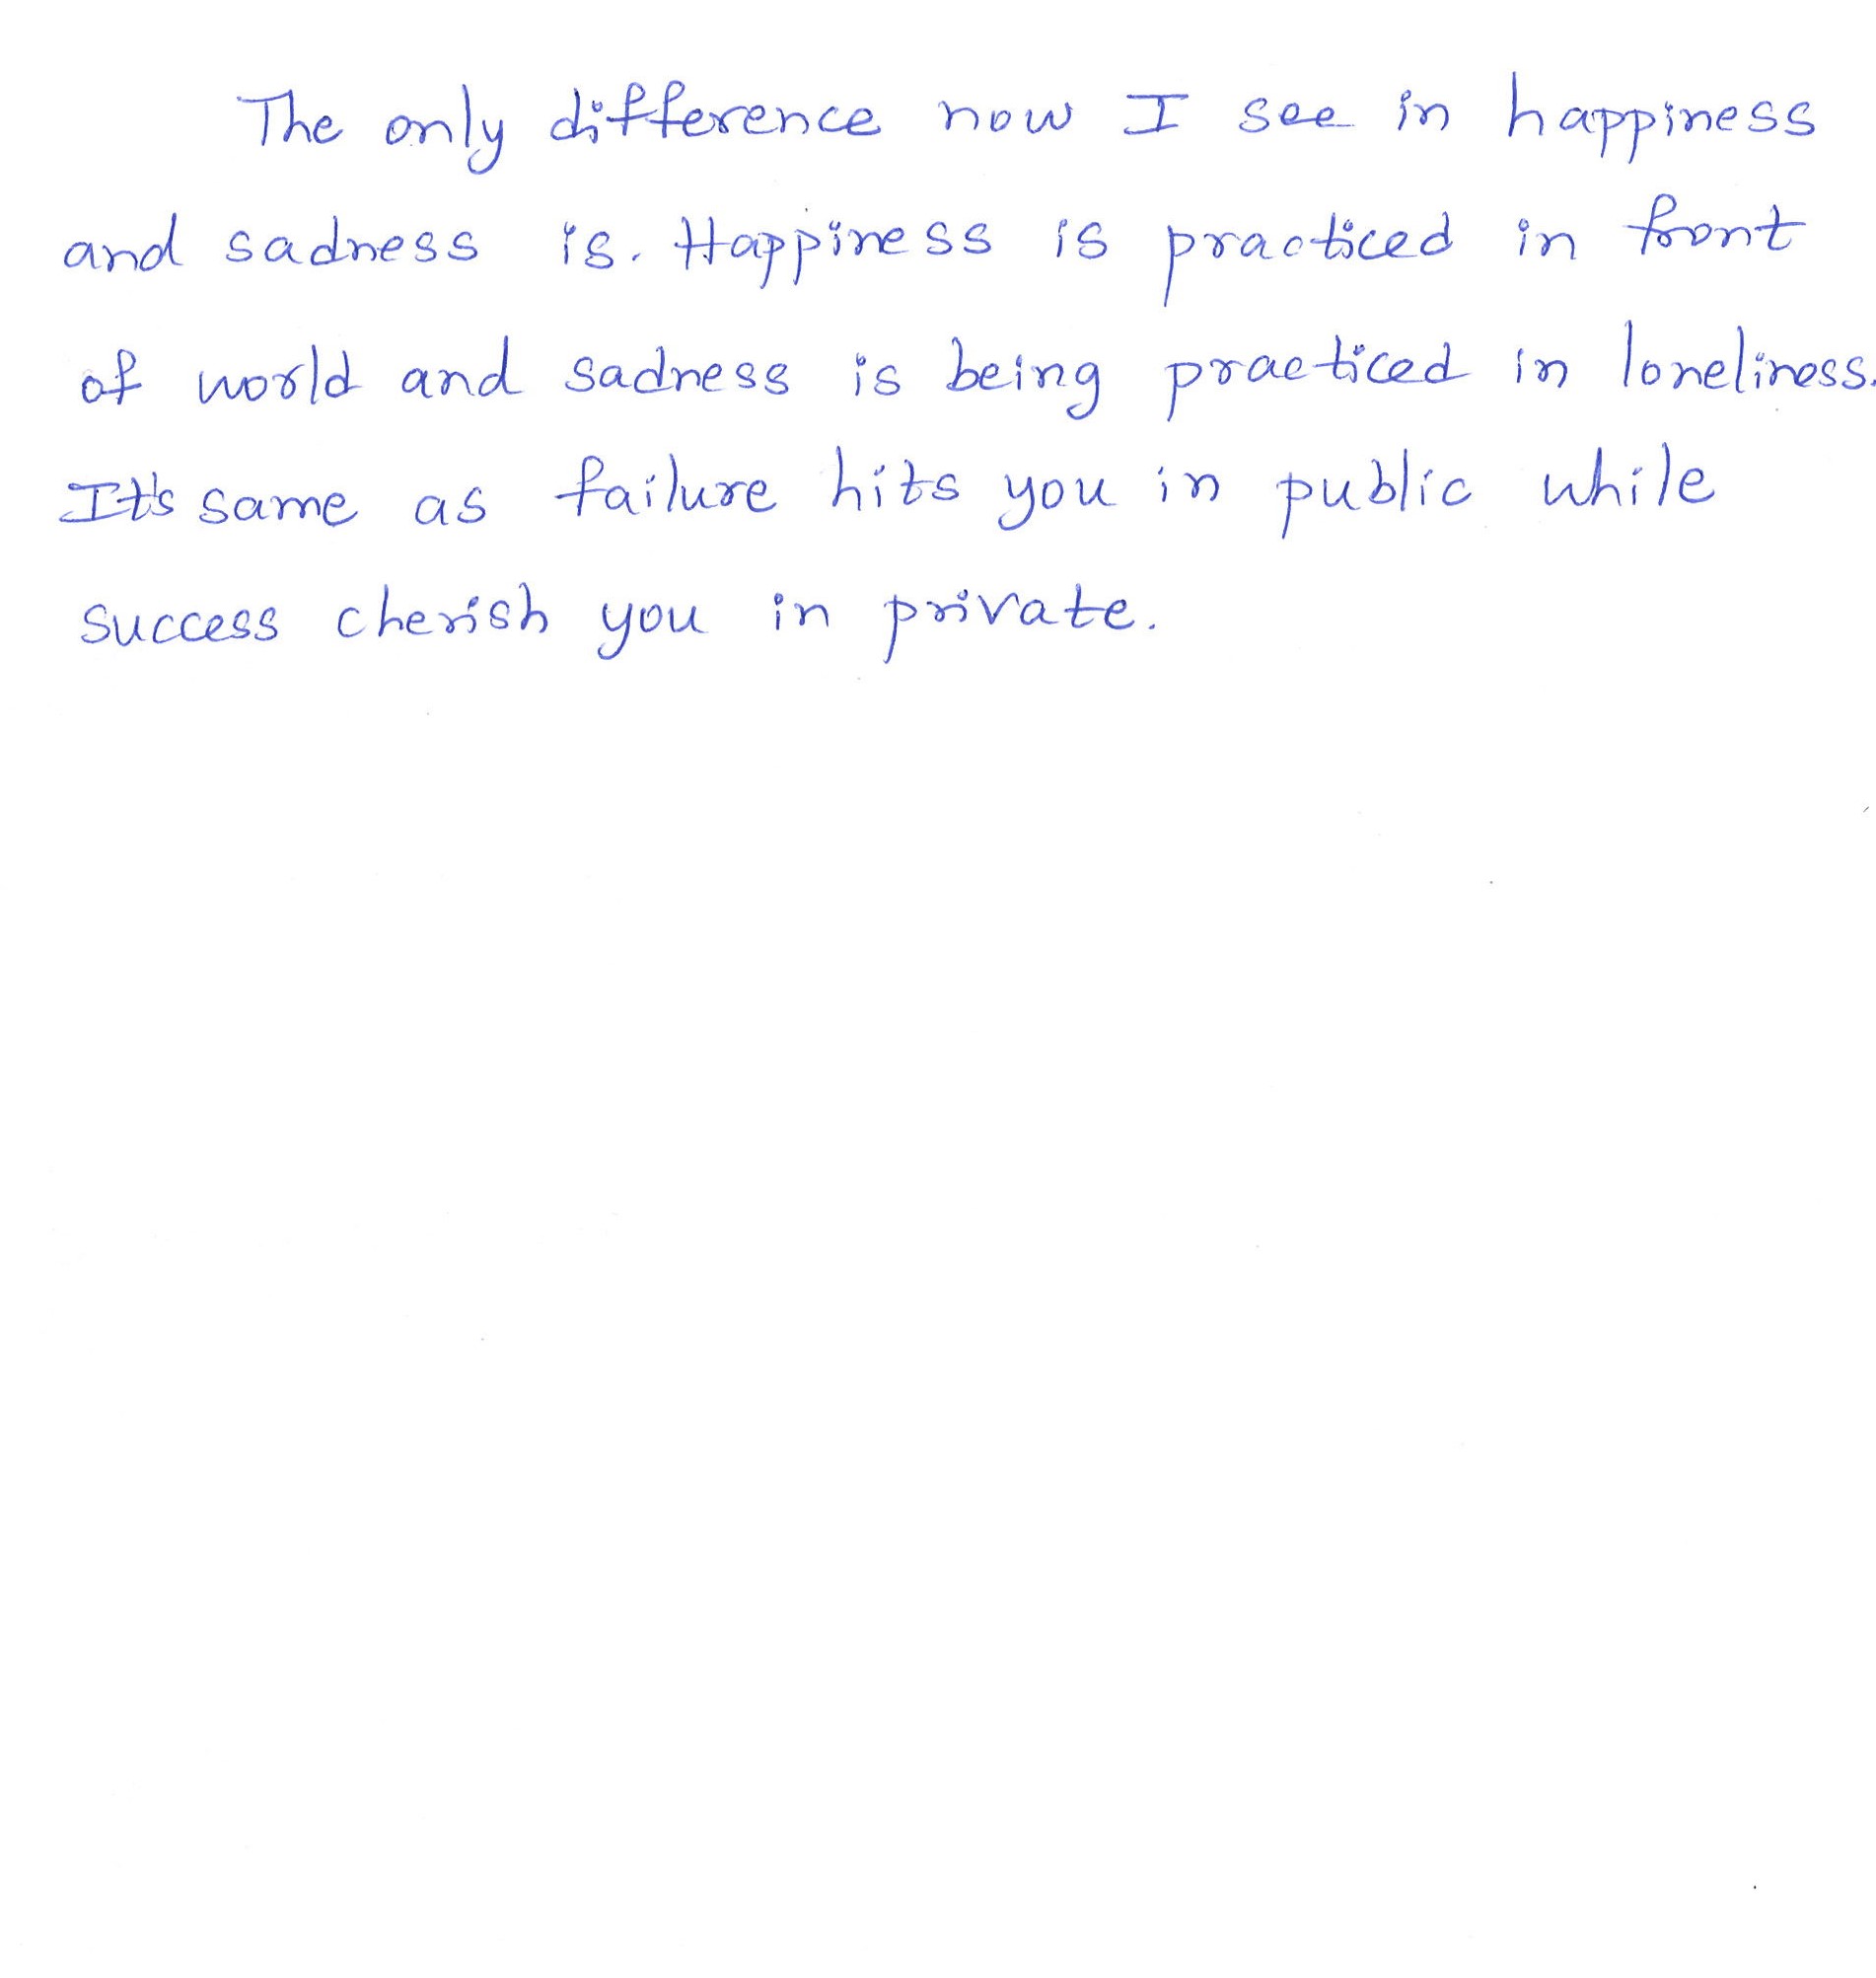 The only difference now I see in happiness
and sadness is. Happiness is practiced in front
of world and sadness is being practiced in loneliness.
It's same as failure hits you in public while
success cherish you in private.